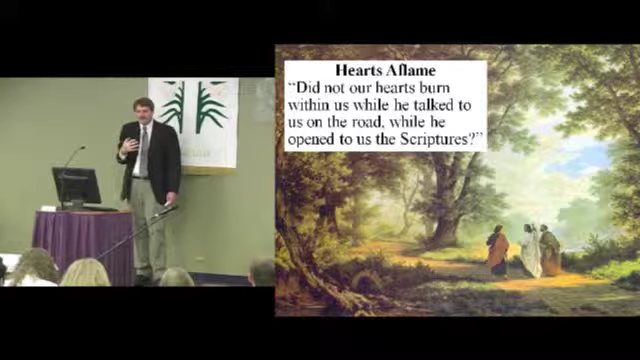 Hearts Aflame
“Did not our hearts burn
within us while he talked to
us on the road, while he
opened to us the Scriptures?”